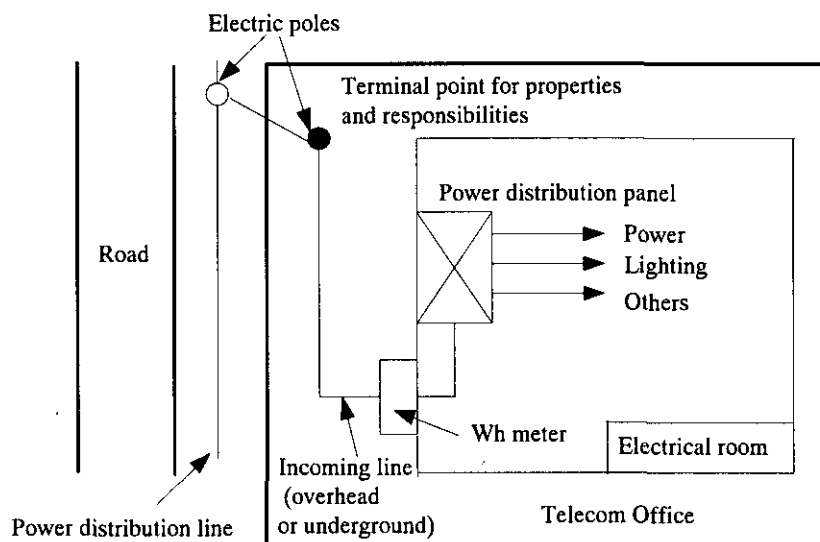 Electric poles
Terminal point for properties
and responsibilities
Power distribution panel
Power
Road
Lighting
Others
Wh meter
Electrical room
Incoming line
(overhead
or underground)
Telecom Office
Power distribution line